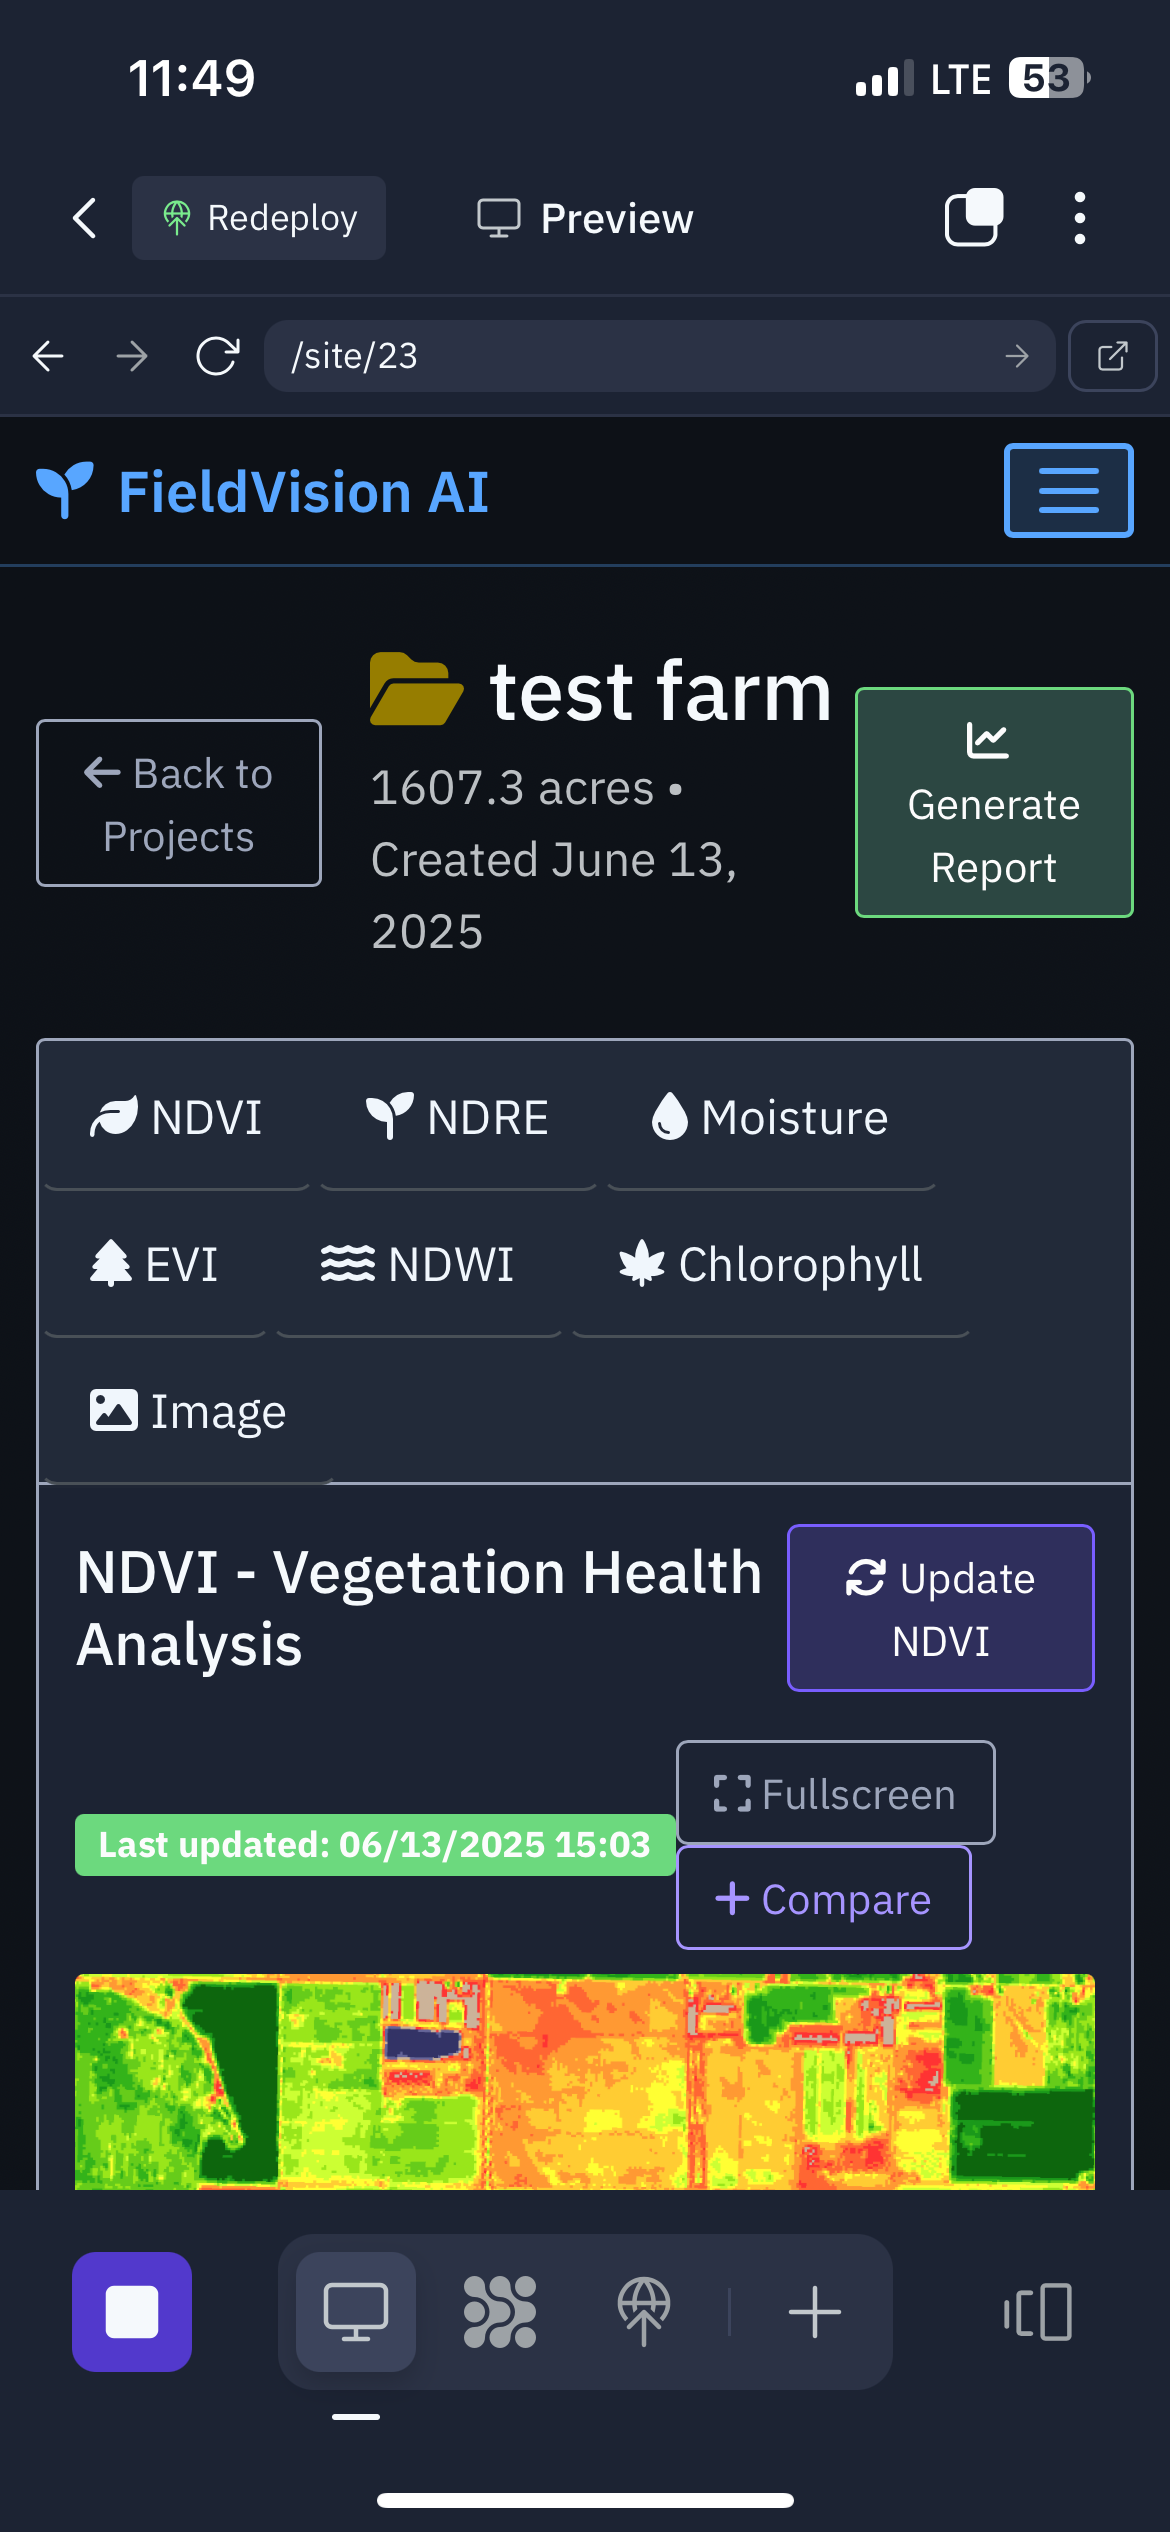 11:49
LTE 53
Redeploy
Preview
/site/23
FieldVision AI
Back to
Projects
test farm
1607.3 acres •
Created June 13,
2025
Generate
Report
NDVI
NDRE
Moisture
EVI
NDWI
Chlorophyll
Image
NDVI - Vegetation Health
Analysis
Update
NDVI
Last updated: 06/13/2025 15:03
Fullscreen
Compare